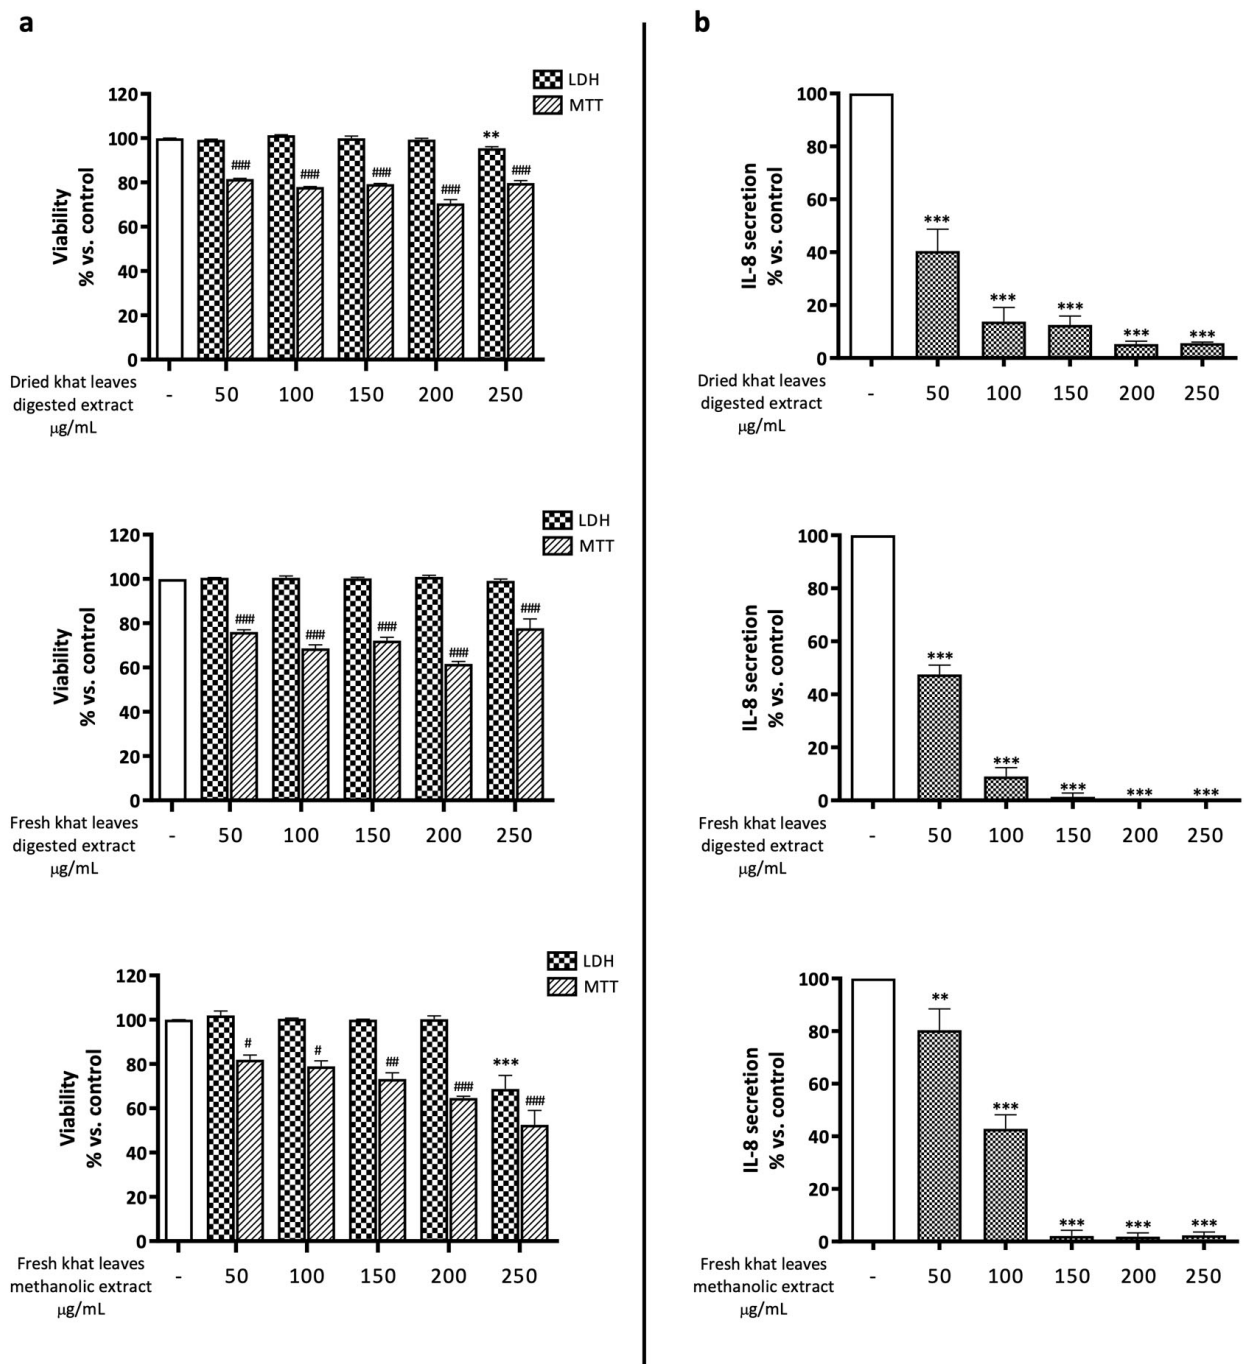 a
b
LDH
MTT
120
100
80
60
40
20
0
Viability
% vs. control
###
###
###
###
**
###
Dried khat leaves
digested extract
μg/mL
- 50 100 150 200 250
100
80
60
40
20
0
IL-8 secretion
% vs. control
***
***
***
***
***
Dried khat leaves
digested extract
μg/mL
- 50 100 150 200 250
LDH
MTT
120
100
80
60
40
20
0
Viability
% vs. control
###
###
###
###
###
Fresh khat leaves
digested extract
μg/mL
- 50 100 150 200 250
100
80
60
40
20
0
IL-8 secretion
% vs. control
***
***
***
***
***
Fresh khat leaves
digested extract
μg/mL
- 50 100 150 200 250
LDH
MTT
120
100
80
60
40
20
0
Viability
% vs. control
#
#
##
###
***
###
Fresh khat leaves
methanolic extract
μg/mL
- 50 100 150 200 250
100
80
60
40
20
0
IL-8 secretion
% vs. control
**
***
***
***
***
Fresh khat leaves
methanolic extract
μg/mL
- 50 100 150 200 250